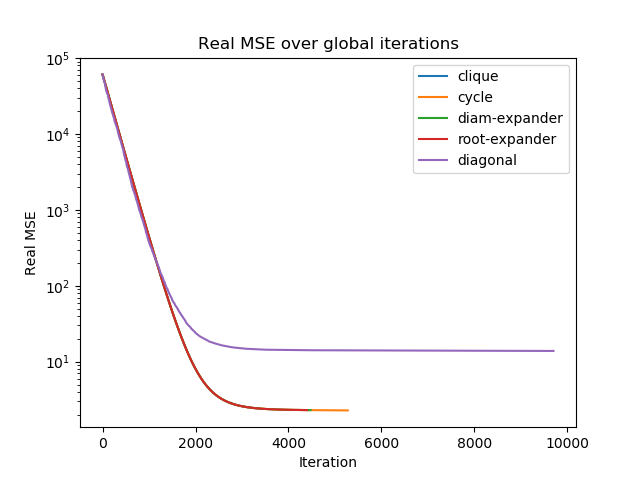 Real MSE over global iterations
10^5
10^4
10^3
10^2
10^1
Real MSE
clique
cycle
diam-expander
root-expander
diagonal
0 2000 4000 6000 8000 10000
Iteration